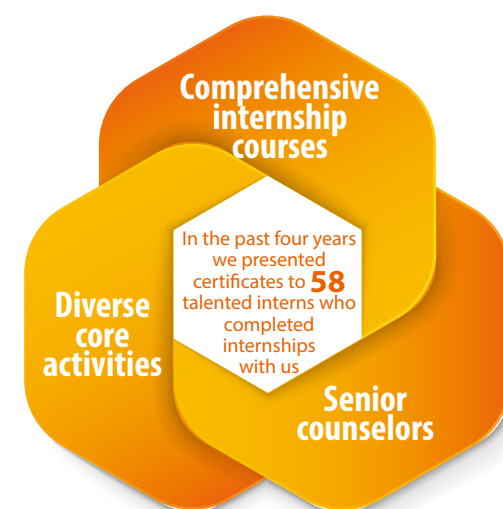 Comprehensive
internship
courses
In the past four years
we presented
certificates to 58
talented interns who
completed
internships
with us
Diverse
core
activities
Senior
counselors